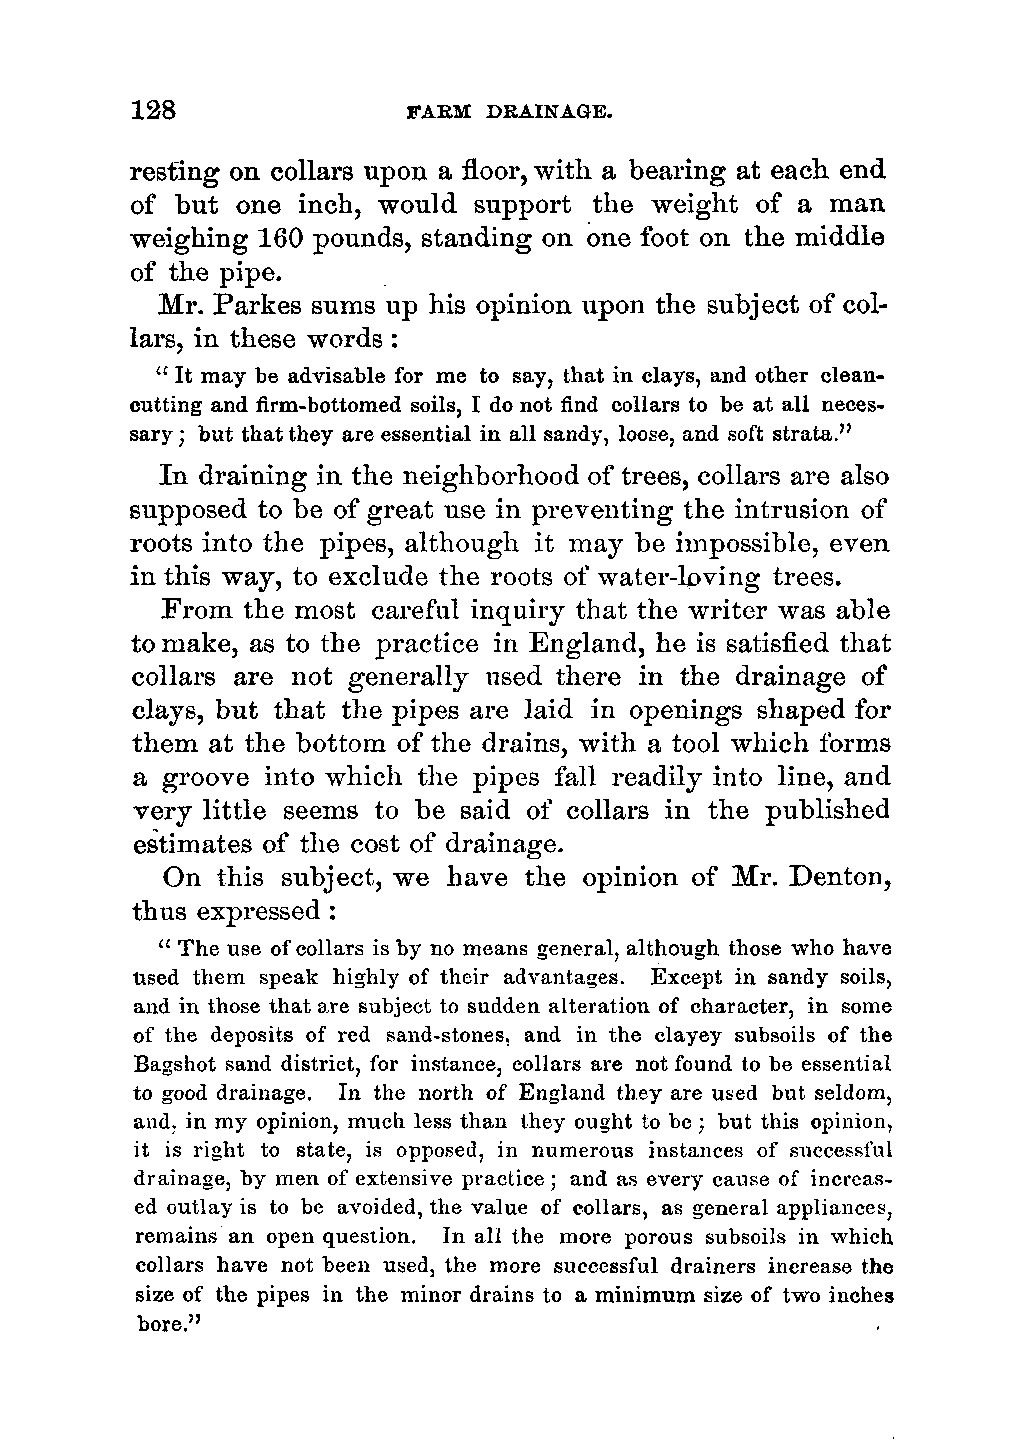 128 FARM DRAINAGE.
resting on collars upon a floor, with a bearing at each end
of but one inch, would support the weight of a man
weighing 160 pounds, standing on one foot on the middle
of the pipe.
Mr. Parkes sums up his opinion upon the subject of col-
lars, in these words :
“ It may be advisable for me to say, that in clays, and other clean-
cutting and firm-bottomed soils, I do not find collars to be at all neces-
sary ; but that they are essential in all sandy, loose, and soft strata.”
In draining in the neighborhood of trees, collars are also
supposed to be of great use in preventing the intrusion of
roots into the pipes, although it may be impossible, even
in this way, to exclude the roots of water-loving trees.
From the most careful inquiry that the writer was able
to make, as to the practice in England, he is satisfied that
collars are not generally used there in the drainage of
clays, but that the pipes are laid in openings shaped for
them at the bottom of the drains, with a tool which forms
a groove into which the pipes fall readily into line, and
very little seems to be said of collars in the published
estimates of the cost of drainage.
On this subject, we have the opinion of Mr. Denton,
thus expressed :
“ The use of collars is by no means general, although those who have
used them speak highly of their advantages. Except in sandy soils,
and in those that are subject to sudden alteration of character, in some
of the deposits of red sand-stones, and in the clayey subsoils of the
Bagshot sand district, for instance, collars are not found to be essential
to good drainage. In the north of England they are used but seldom,
and, in my opinion, much less than they ought to be ; but this opinion,
it is right to state, is opposed, in numerous instances of successful
drainage, by men of extensive practice ; and as every cause of increas-
ed outlay is to be avoided, the value of collars, as general appliances,
remains an open question. In all the more porous subsoils in which
collars have not been used, the more successful drainers increase the
size of the pipes in the minor drains to a minimum size of two inches
bore.”